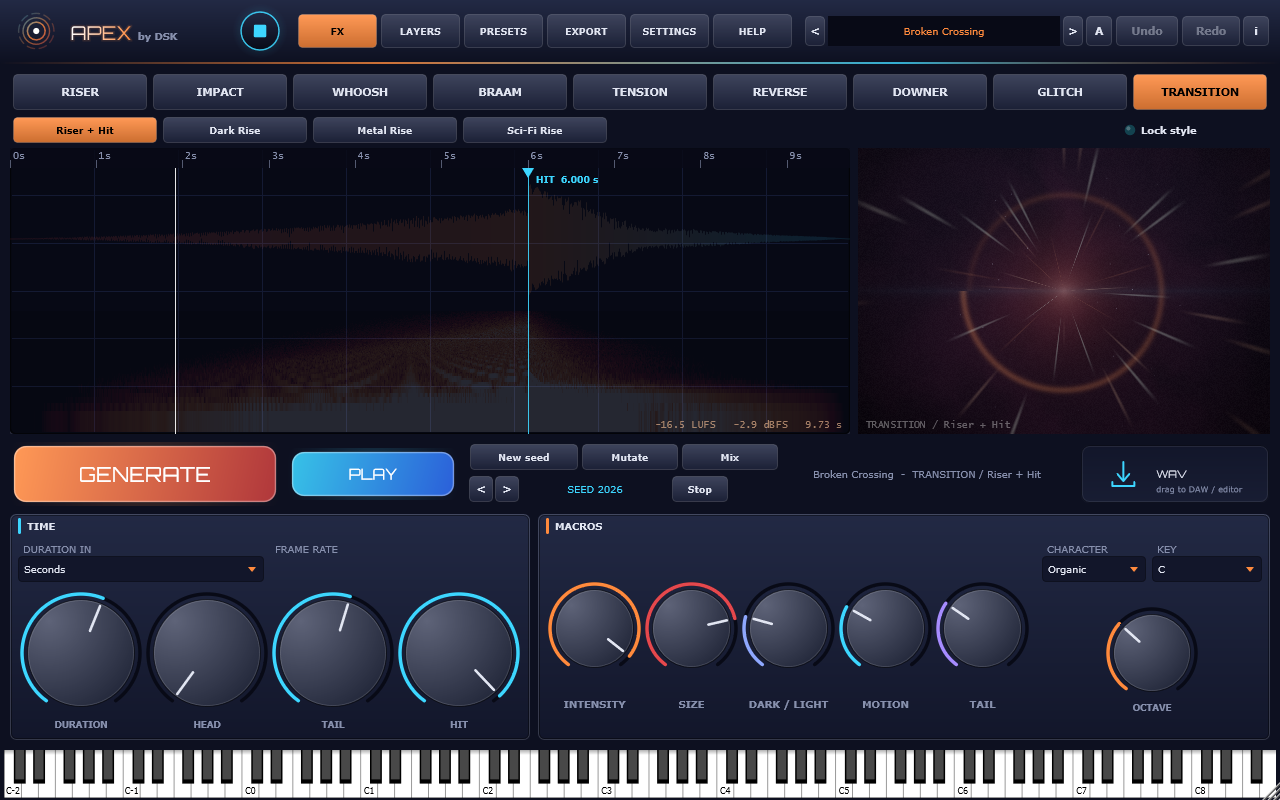 APEX by DSK
FX LAYERS PRESETS EXPORT SETTINGS HELP < Broken Crossing > A Undo Redo i
RISER IMPACT WHOOSH BRAAM TENSION REVERSE DOWNER GLITCH TRANSITION
Riser + Hit Dark Rise Metal Rise Sci-Fi Rise Lock style
0s 1s 2s 3s 4s 5s 6s 7s 8s 9s
HIT 6.000 s
-16.5 LUFS -2.9 dBFS 9.73 s
TRANSITION / Riser + Hit
GENERATE PLAY
New seed Mutate Mix
< > SEED 2026 Stop
Broken Crossing - TRANSITION / Riser + Hit
WAV
drag to DAW / editor
TIME
DURATION IN FRAME RATE
Seconds
DURATION HEAD TAIL HIT
MACROS
CHARACTER KEY
Organic C
INTENSITY SIZE DARK / LIGHT MOTION TAIL OCTAVE
C-2 C-1 C0 C1 C2 C3 C4 C5 C6 C7 C8